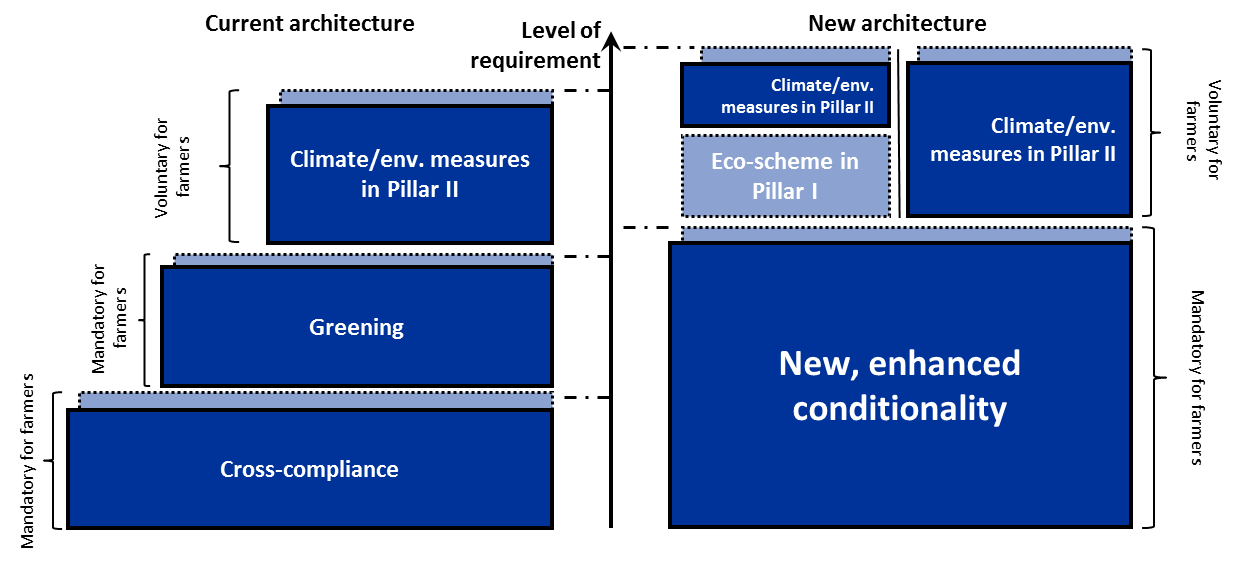 Current architecture
Level of
requirement
New architecture
Voluntary for
farmers
Climate/env. measures
in Pillar II
Mandatory for
farmers
Greening
Mandatory for farmers
Cross-compliance
Climate/env.
measures in Pillar II
Eco-scheme in
Pillar I
Climate/env.
measures in Pillar II
Voluntary for
farmers
New, enhanced
conditionality
Mandatory for farmers